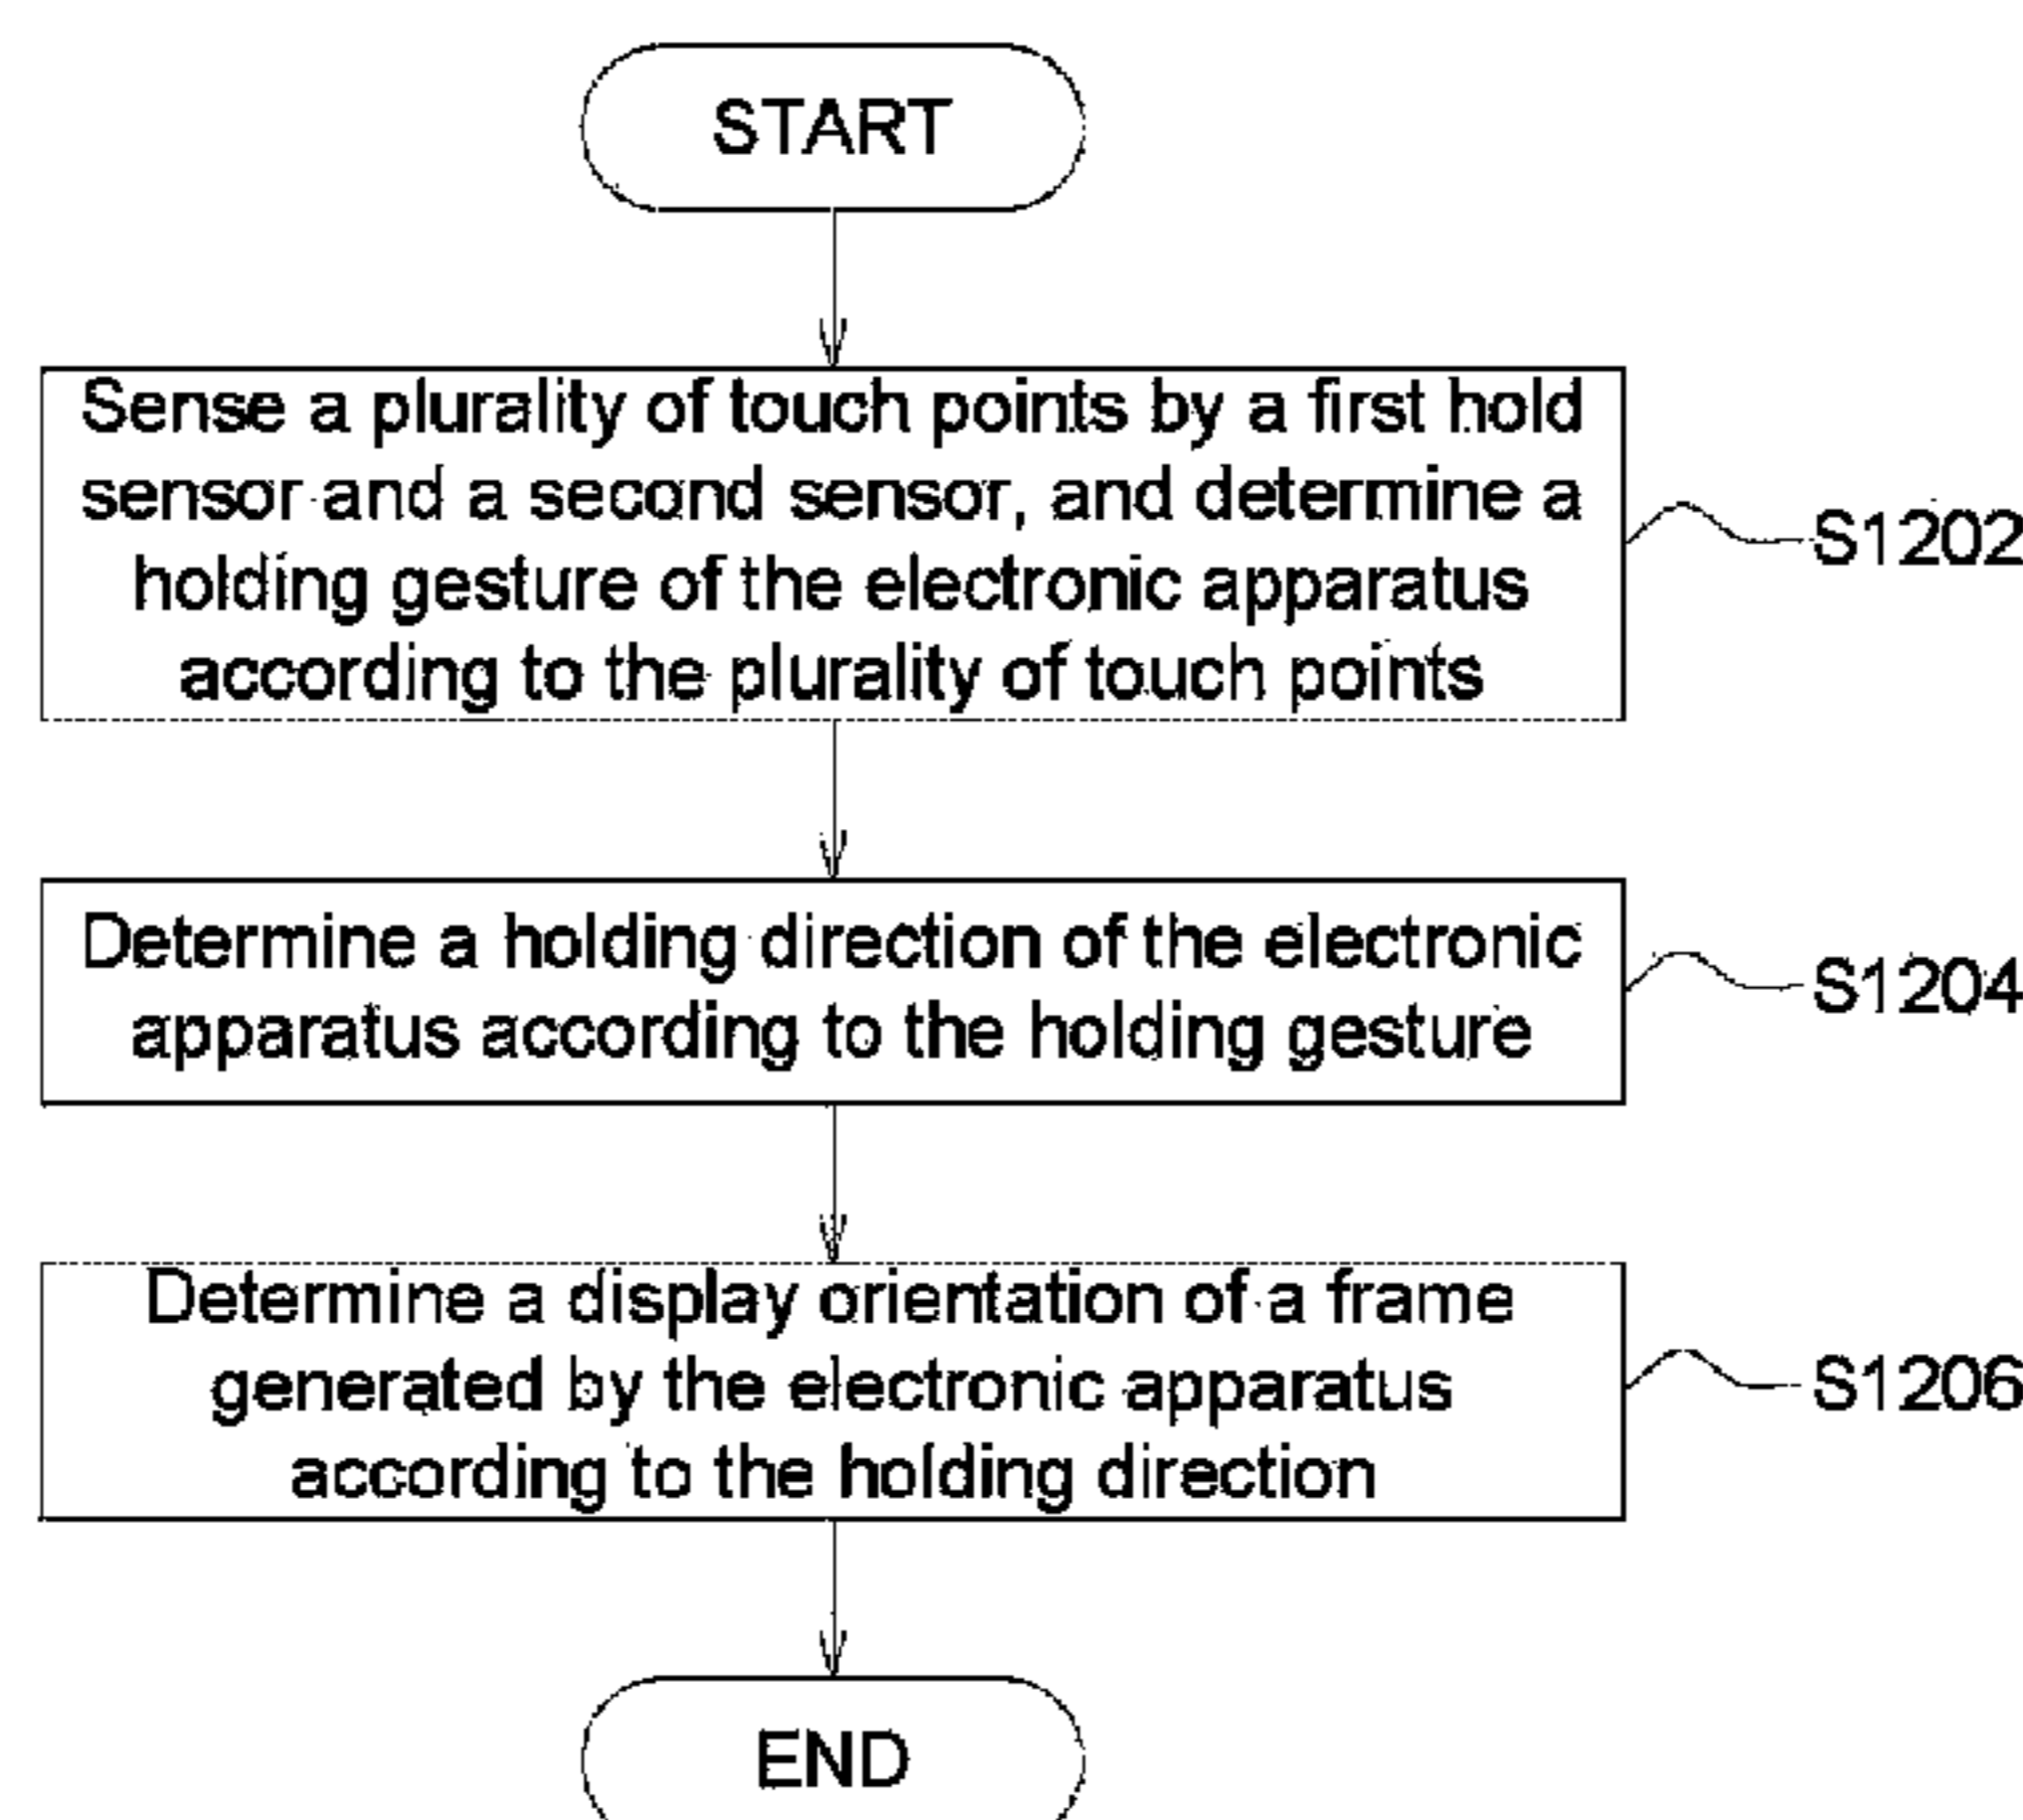 START
Sense a plurality of touch points by a first hold
sensor and a second sensor, and determine a
holding gesture of the electronic apparatus
according to the plurality of touch points
S1202
Determine a holding direction of the electronic
apparatus according to the holding gesture
S1204
Determine a display orientation of a frame
generated by the electronic apparatus
according to the holding direction
S1206
END